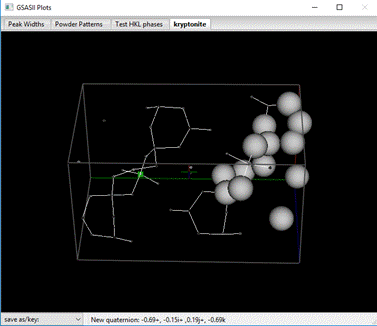 GSASII Plots
Peak Widths Powder Patterns Test HKL phases kryptonite
save as/key: New quaternion: -0.69+, -0.15i+ ,0.19j+, -0.69k